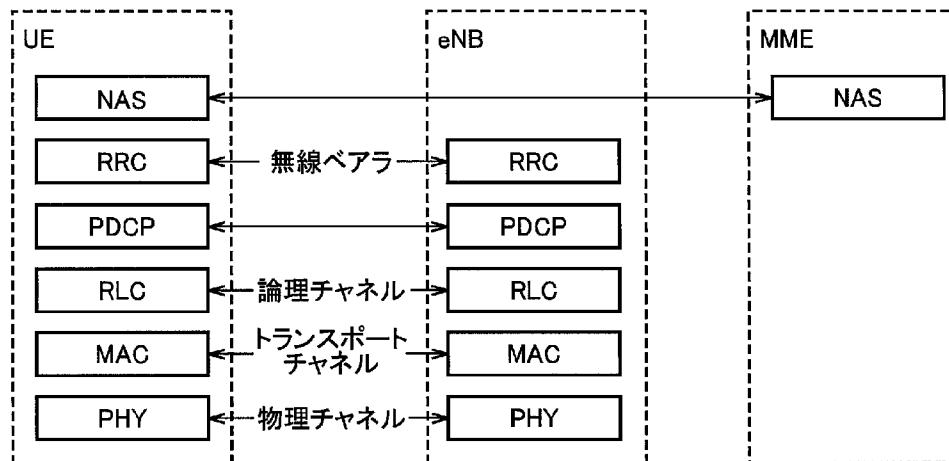 UE
eNB
MME
NAS
NAS
RRC
無線ベアラ
RRC
PDCP
PDCP
RLC
論理チャネル
RLC
MAC
トランスポート
チャネル
MAC
PHY
物理チャネル
PHY